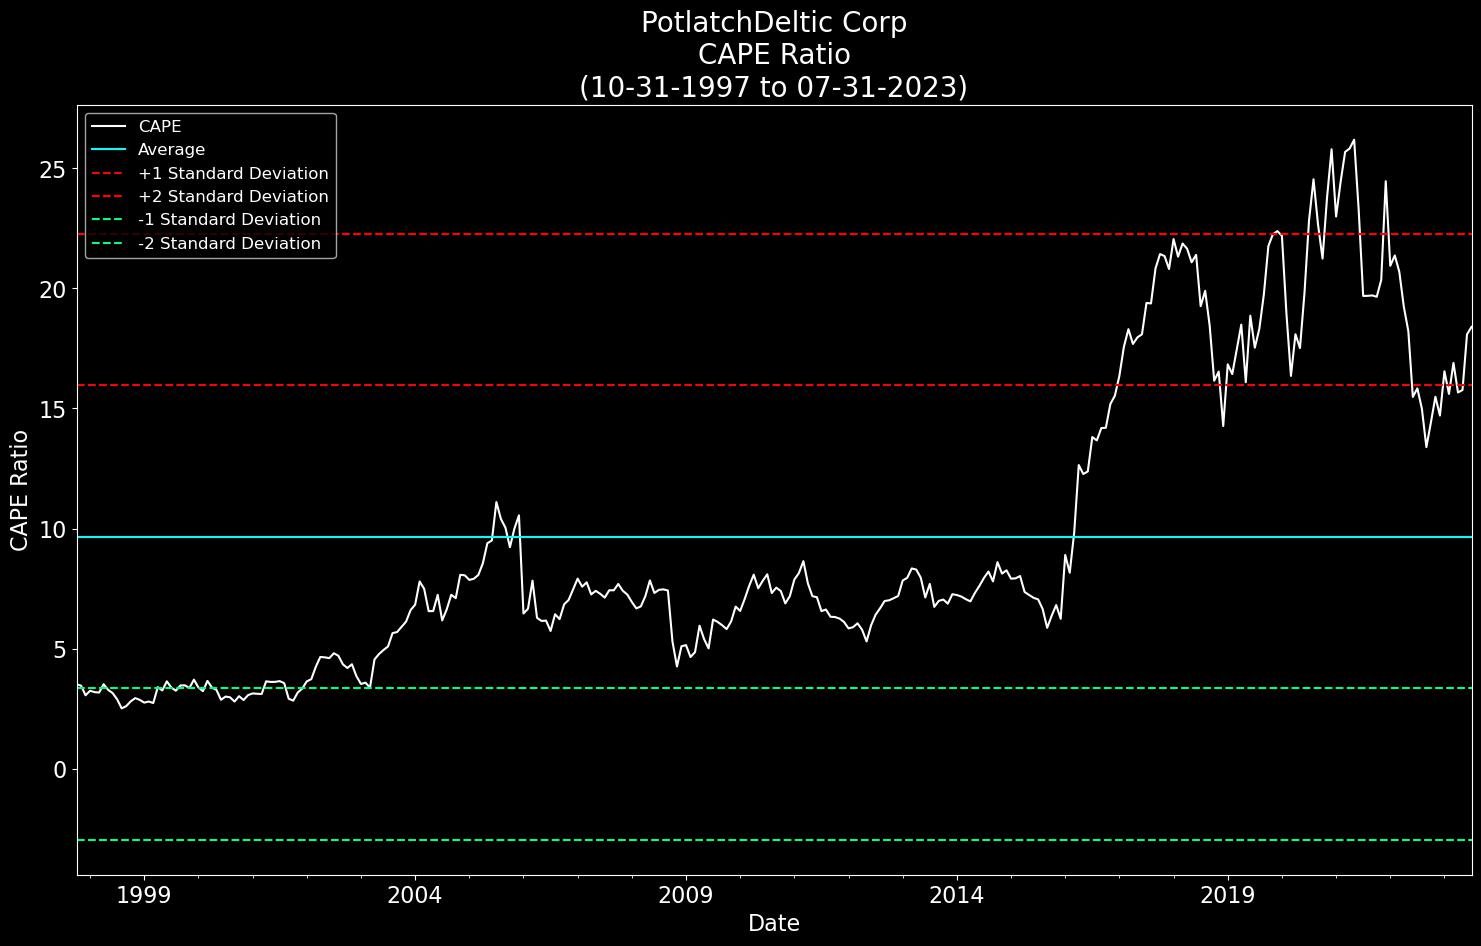 PotlatchDeltic Corp
CAPE Ratio
(10-31-1997 to 07-31-2023)
CAPE
Average
+1 Standard Deviation
+2 Standard Deviation
-1 Standard Deviation
-2 Standard Deviation
25
20
15
10
5
0
CAPE Ratio
1999
2004
2009
2014
2019
Date